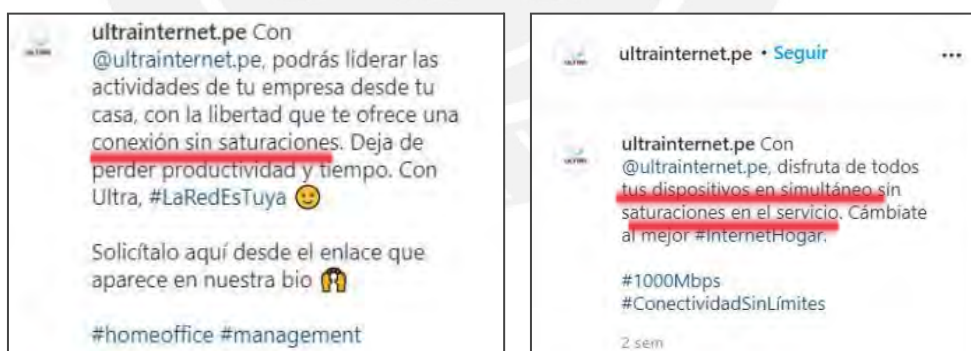 ultrainternet.pe Con
@ultrainternet.pe, podrás liderar las
actividades de tu empresa desde tu
casa, con la libertad que te ofrece una
conexión sin saturaciones. Deja de
perder productividad y tiempo. Con
Ultra, #LaRedEsTuya 😉
Solicítalo aquí desde el enlace que
aparece en nuestra bio 🙌
#homeoffice #management
ultrainternet.pe • Seguir
ultrainternet.pe Con
@ultrainternet.pe, disfruta de todos
tus dispositivos en simultáneo sin
saturaciones en el servicio. Cámbiate
al mejor #InternetHogar.
#1000Mbps
#ConectividadSinLímites
2 sem